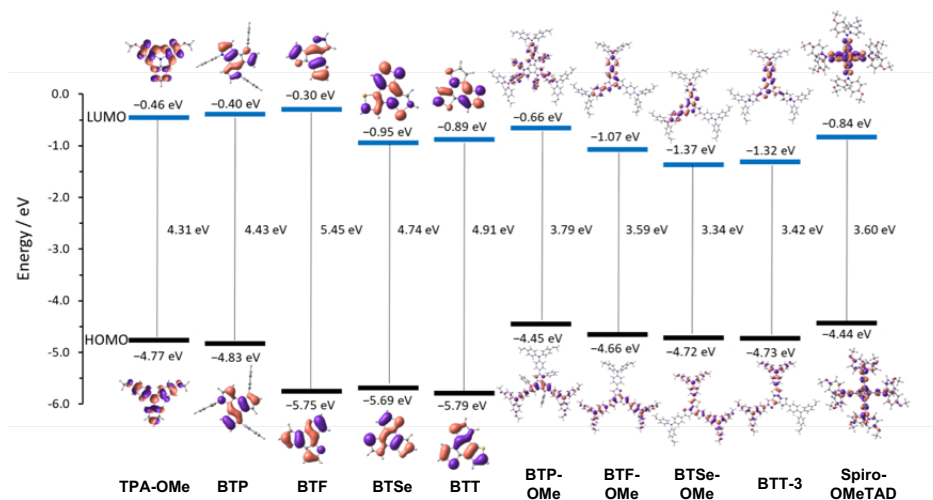 0.0
-1.0
-2.0
-3.0
-4.0
-5.0
-6.0
Energy / eV
LUMO
HOMO
−0.46 eV
−0.40 eV
−0.30 eV
−0.95 eV
−0.89 eV
−0.66 eV
−1.07 eV
−1.37 eV
−1.32 eV
−0.84 eV
4.31 eV
4.43 eV
5.45 eV
4.74 eV
4.91 eV
3.79 eV
3.59 eV
3.34 eV
3.42 eV
3.60 eV
−4.77 eV
−4.83 eV
−5.75 eV
−5.69 eV
−5.79 eV
−4.45 eV
−4.66 eV
−4.72 eV
−4.73 eV
−4.44 eV
TPA-OMe
BTP
BTF
BTSe
BTT
BTP-
OMe
BTF-
OMe
BTSe-
OMe
BTT-3
Spiro-
OMeTAD